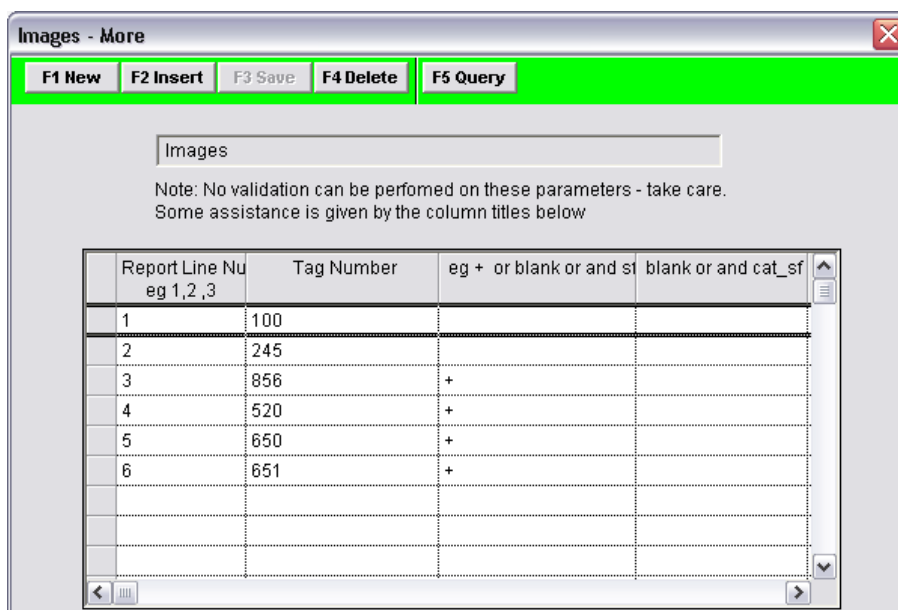 Images - More
F1 New F2 Insert F3 Save F4 Delete F5 Query
Images
Note: No validation can be perfomed on these parameters - take care.
Some assistance is given by the column titles below
Report Line Nu Tag Number eg + or blank or and st blank or and cat_sf
eg 1,2 ,3
1 100
2 245
3 856 +
4 520 +
5 650 +
6 651 +